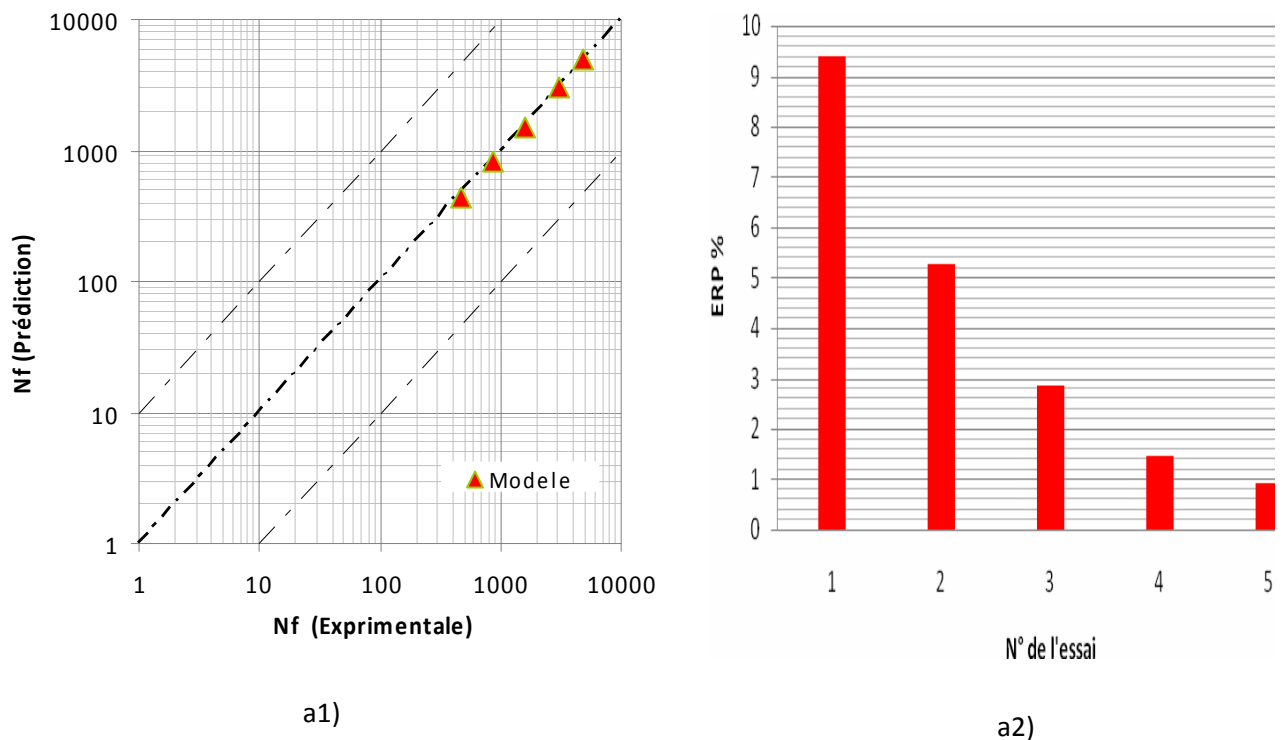 10000
1000
100
10
1
Nf (Prédiction)
Modele
1 10 100 1000 10000
Nf (Exprimentale)
a1)
10
9
8
7
6
5
4
3
2
1
0
ERP %
1 2 3 4 5
N° de l'essai
a2)